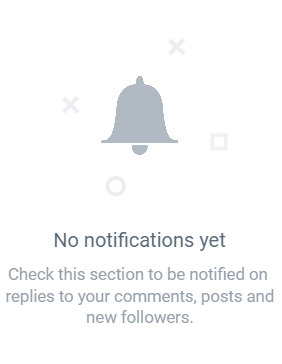 No notifications yet
Check this section to be notified on
replies to your comments, posts and
new followers.